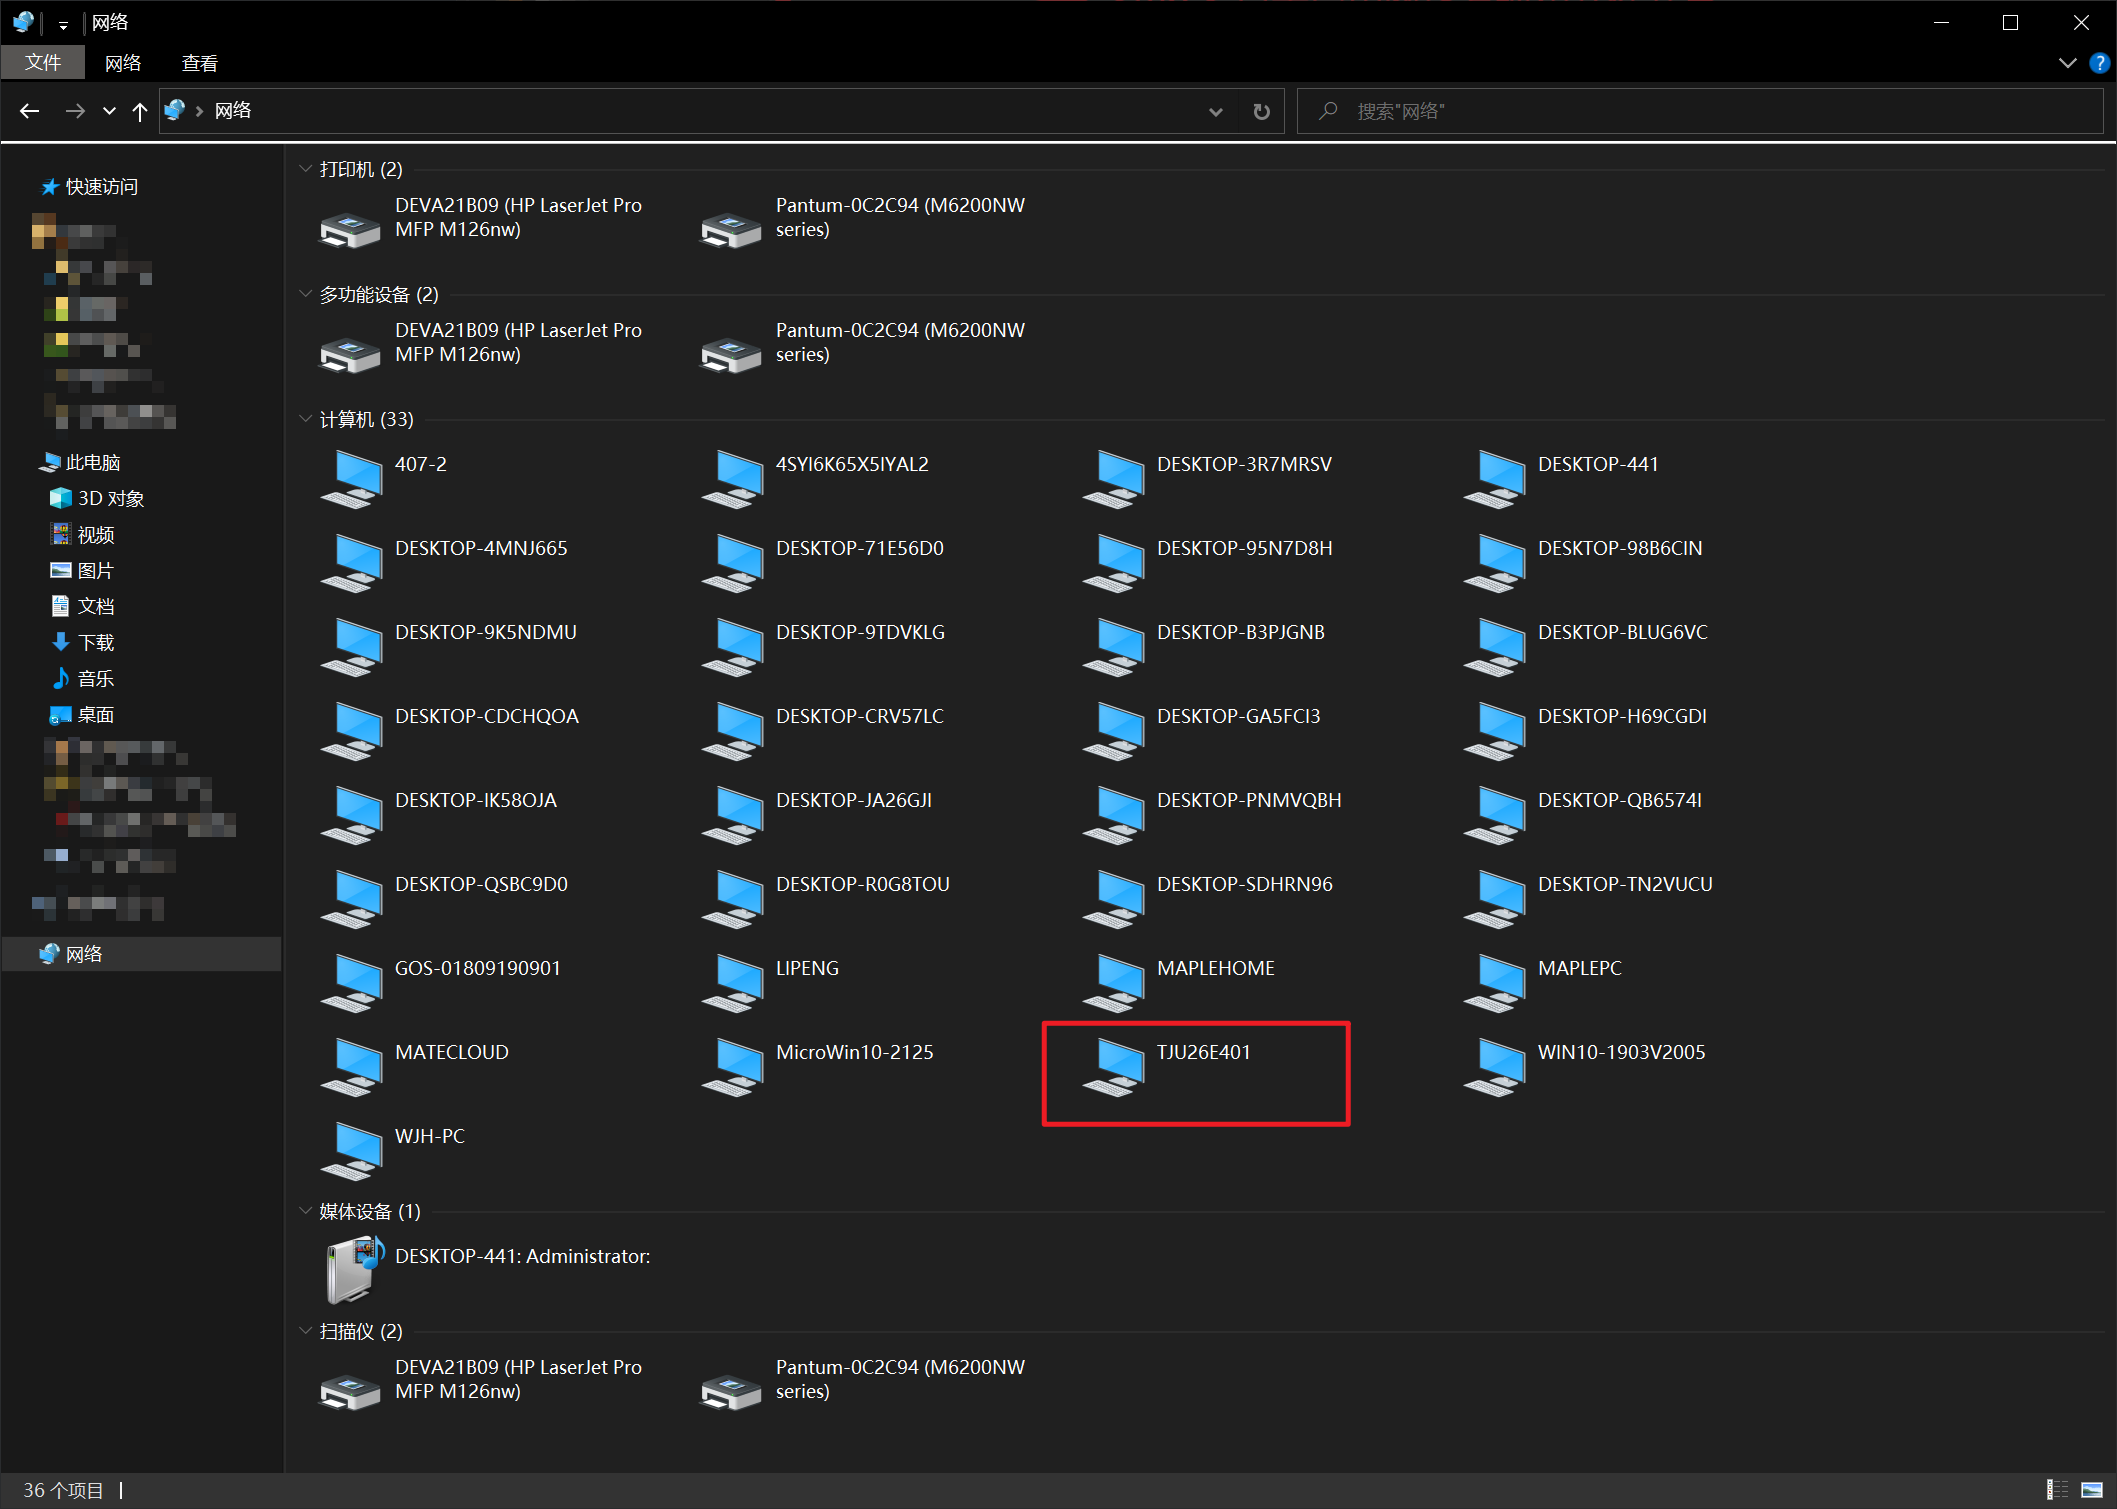 网络
文件
网络
查看
网络
搜索"网络"
快速访问
此电脑
3D 对象
视频
图片
文档
下载
音乐
桌面
网络
打印机 (2)
DEVA21B09 (HP LaserJet Pro
MFP M126nw)
Pantum-0C2C94 (M6200NW
series)
多功能设备 (2)
DEVA21B09 (HP LaserJet Pro
MFP M126nw)
Pantum-0C2C94 (M6200NW
series)
计算机 (33)
407-2
4SYI6K65X5IYAL2
DESKTOP-3R7MRSV
DESKTOP-441
DESKTOP-4MNJ665
DESKTOP-71E56D0
DESKTOP-95N7D8H
DESKTOP-98B6CIN
DESKTOP-9K5NDMU
DESKTOP-9TDVKLG
DESKTOP-B3PJGNB
DESKTOP-BLUG6VC
DESKTOP-CDCHQOA
DESKTOP-CRV57LC
DESKTOP-GA5FCI3
DESKTOP-H69CGDI
DESKTOP-IK58OJA
DESKTOP-JA26GJI
DESKTOP-PNMVQBH
DESKTOP-QB6574I
DESKTOP-QSBC9D0
DESKTOP-R0G8TOU
DESKTOP-SDHRN96
DESKTOP-TN2VUCU
GOS-01809190901
LIPENG
MAPLEHOME
MAPLEPC
MATECLOUD
MicroWin10-2125
TJU26E401
WIN10-1903V2005
WJH-PC
媒体设备 (1)
DESKTOP-441: Administrator:
扫描仪 (2)
DEVA21B09 (HP LaserJet Pro
MFP M126nw)
Pantum-0C2C94 (M6200NW
series)
36 个项目